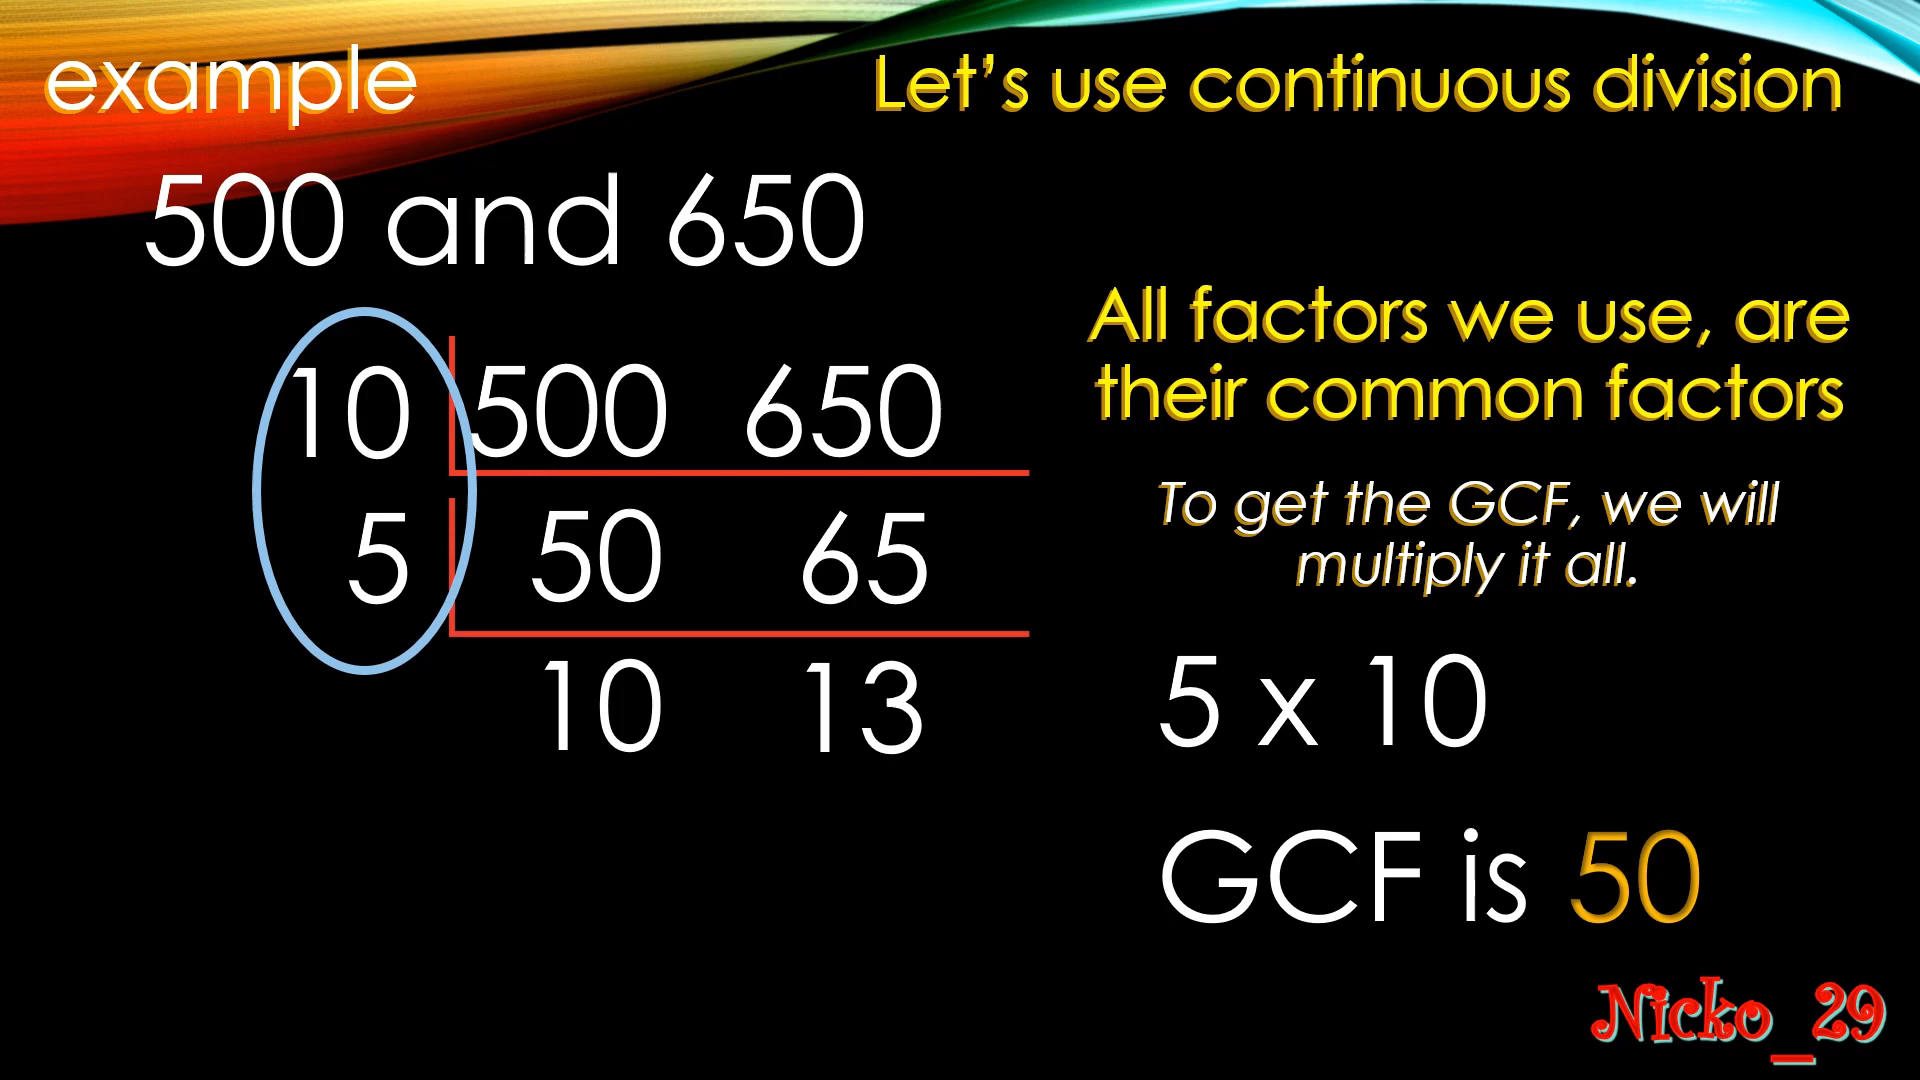 example
Let's use continuous division
500 and 650
10 500 650
5 50 65
10 13
All factors we use, are
their common factors
To get the GCF, we will
multiply it all.
5 x 10
GCF is 50
Nicko_29